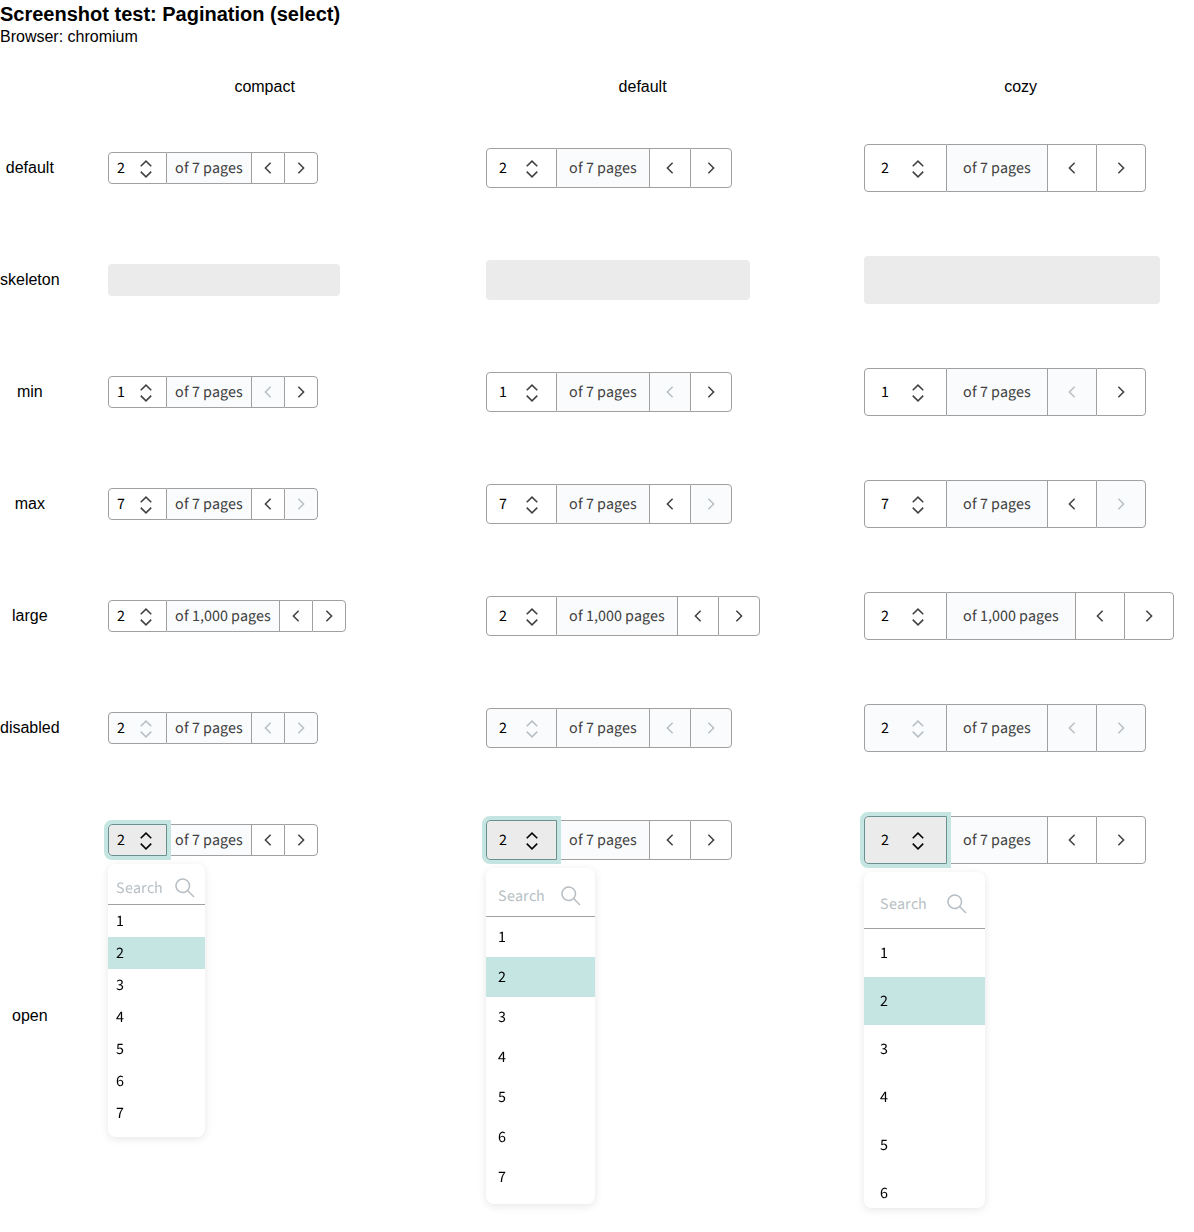 Screenshot test: Pagination (select)
Browser: chromium
compact default cozy
default 2 of 7 pages 2 of 7 pages 2 of 7 pages
skeleton
min 1 of 7 pages 1 of 7 pages 1 of 7 pages
max 7 of 7 pages 7 of 7 pages 7 of 7 pages
large 2 of 1,000 pages 2 of 1,000 pages 2 of 1,000 pages
disabled 2 of 7 pages 2 of 7 pages 2 of 7 pages
open
2 of 7 pages
Search
1
2
3
4
5
6
7
2 of 7 pages
Search
1
2
3
4
5
6
7
2 of 7 pages
Search
1
2
3
4
5
6